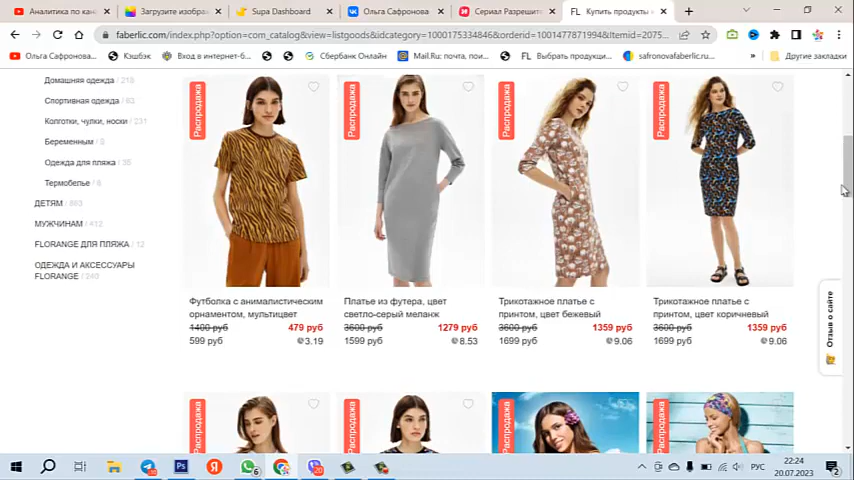 Аналитика по кан
Загрузите изображ
Supa Dashboard
Ольга Сафронова
Сериал Разрешите
FL Купить продукты и
faberlic.com/index.php?option=com_catalog&view=listgoods&idcategory=1000175334846&orderid=1001477871994&Itemid=2075...
Ольга Сафронова...
Кэшбэк
Вход в интернет-б...
Сбербанк Онлайн
Mail.Ru: почта, пои...
FL Выбрать продукци...
safronovafaberlic.ru...
Другие закладки
Домашняя одежда
Спортивная одежда
Колготки, чулки, носки / 231
Беременным
Одежда для пляжа
Термобелье
ДЕТЯМ
МУЖЧИНАМ / 412
FLORANGE ДЛЯ ПЛЯЖА / 12
ОДЕЖДА И АКСЕССУАРЫ
FLORANGE / 240
Распродажа
Распродажа
Распродажа
Распродажа
Футболка с анималистическим
орнаментом, мультицвет
1400 руб 479 руб
599 руб 3.19
Платье из футера, цвет
светло-серый меланж
3600 руб 1279 руб
1599 руб 8.53
Трикотажное платье с
принтом, цвет бежевый
3600 руб 1359 руб
1699 руб 9.06
Трикотажное платье с
принтом, цвет коричневый
3600 руб 1359 руб
1699 руб 9.06
Отзыв о сайте
Распродажа
Распродажа
Распродажа
Распродажа
РУС
22:24
20.07.2023